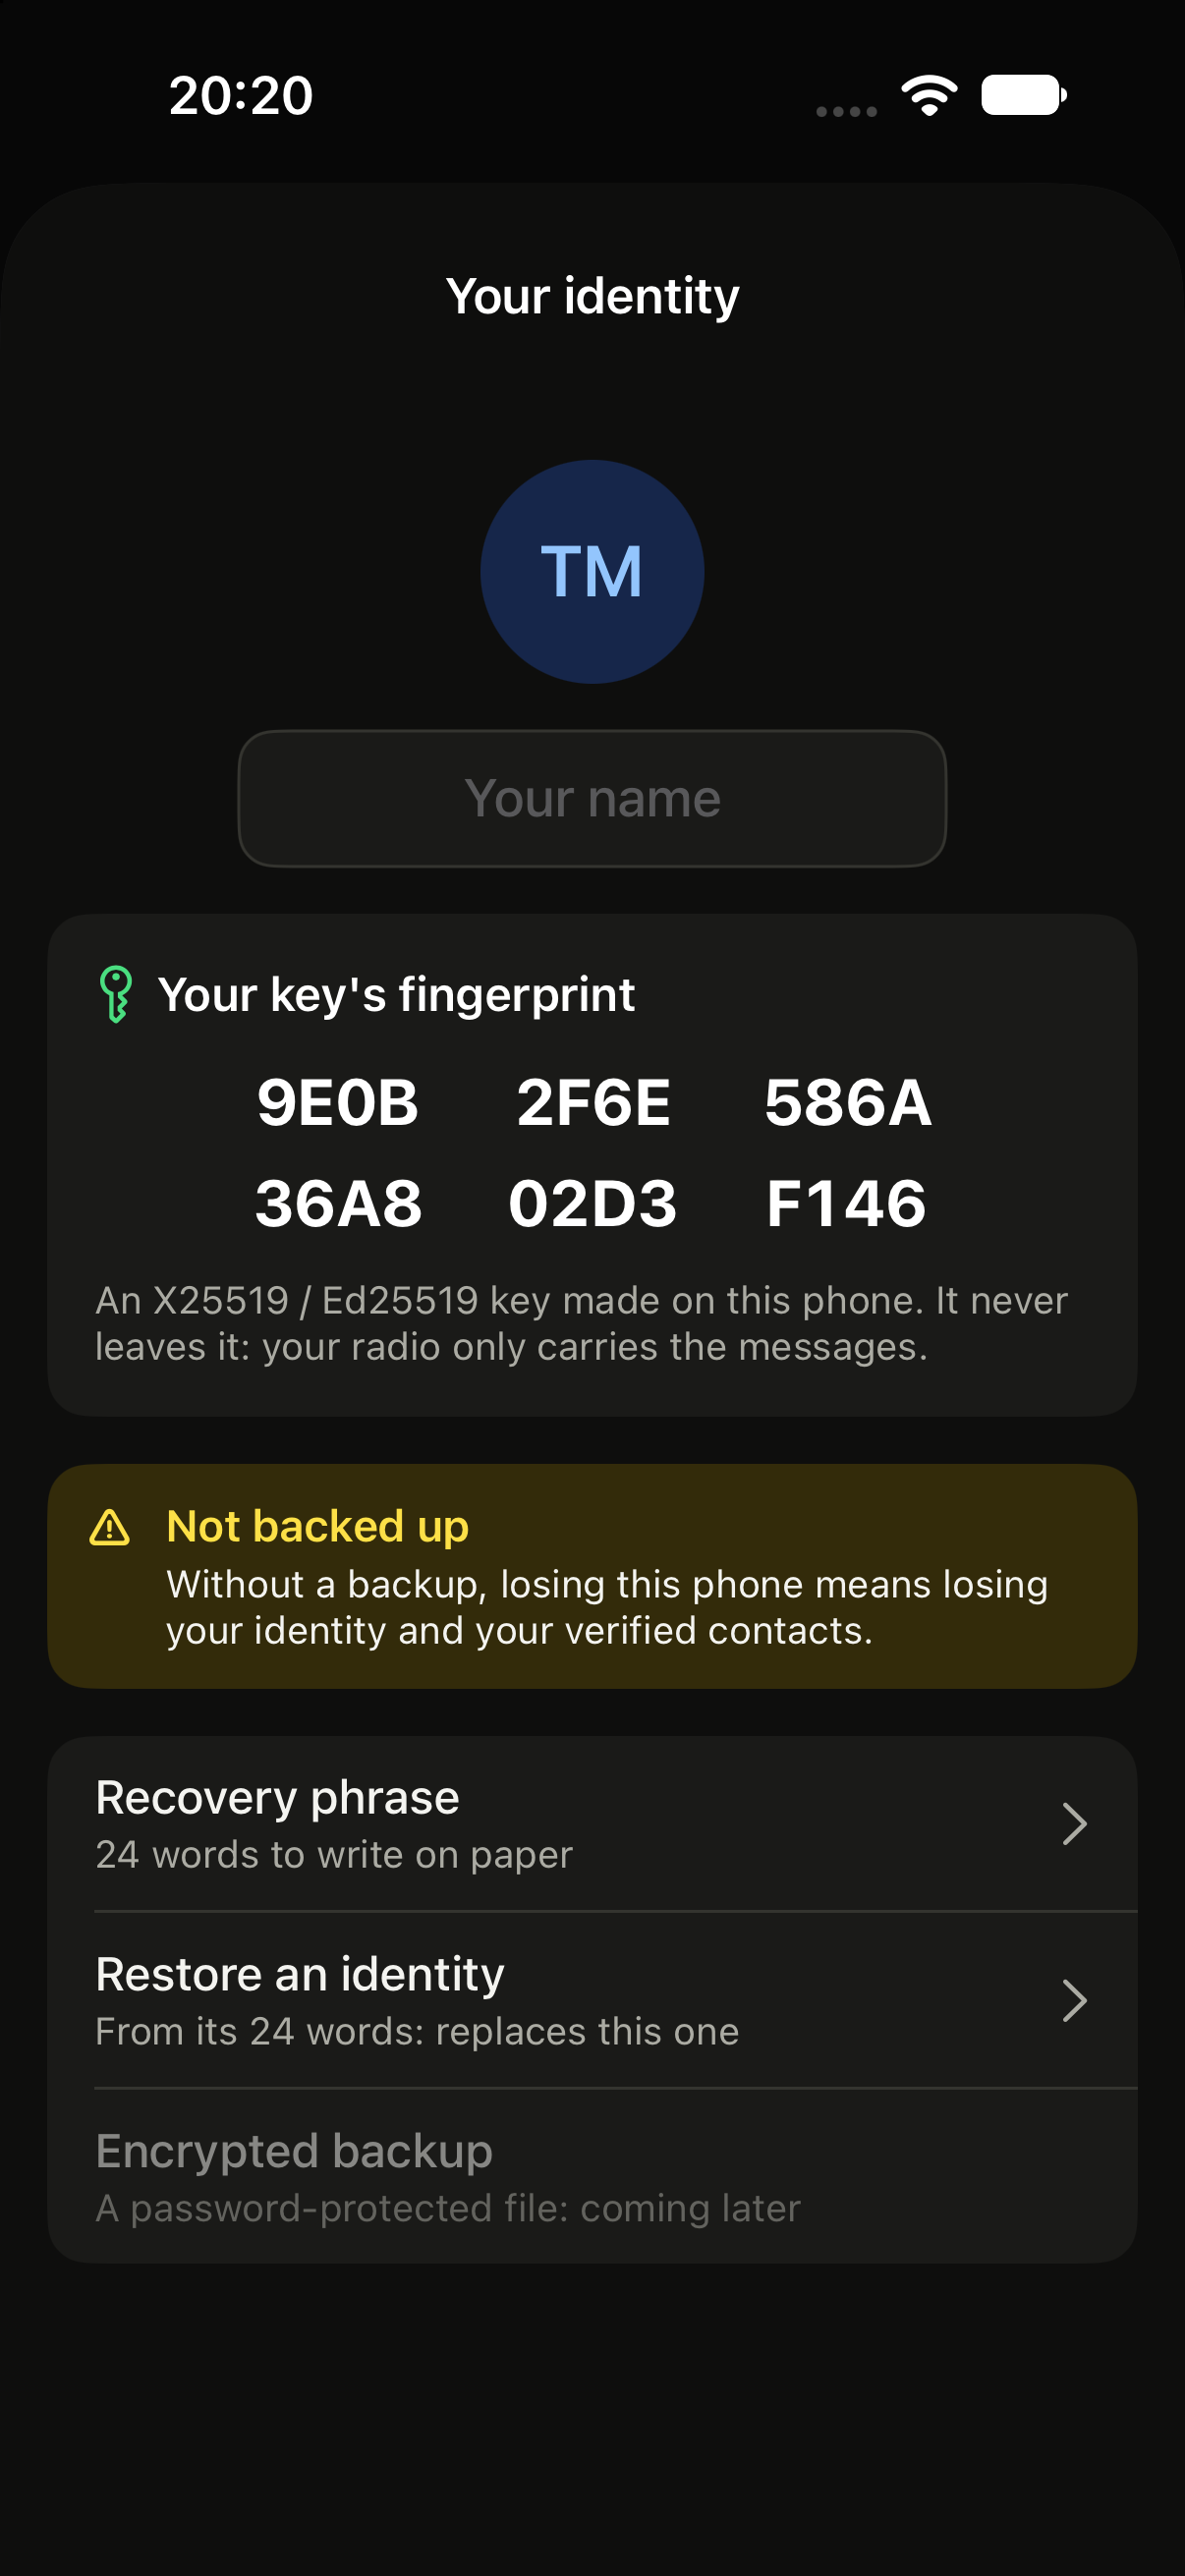 20:20
Your identity
TM
Your name
Your key's fingerprint
9E0B 2F6E 586A
36A8 02D3 F146
An X25519 / Ed25519 key made on this phone. It never
leaves it: your radio only carries the messages.
Not backed up
Without a backup, losing this phone means losing
your identity and your verified contacts.
Recovery phrase
24 words to write on paper
Restore an identity
From its 24 words: replaces this one
Encrypted backup
A password-protected file: coming later